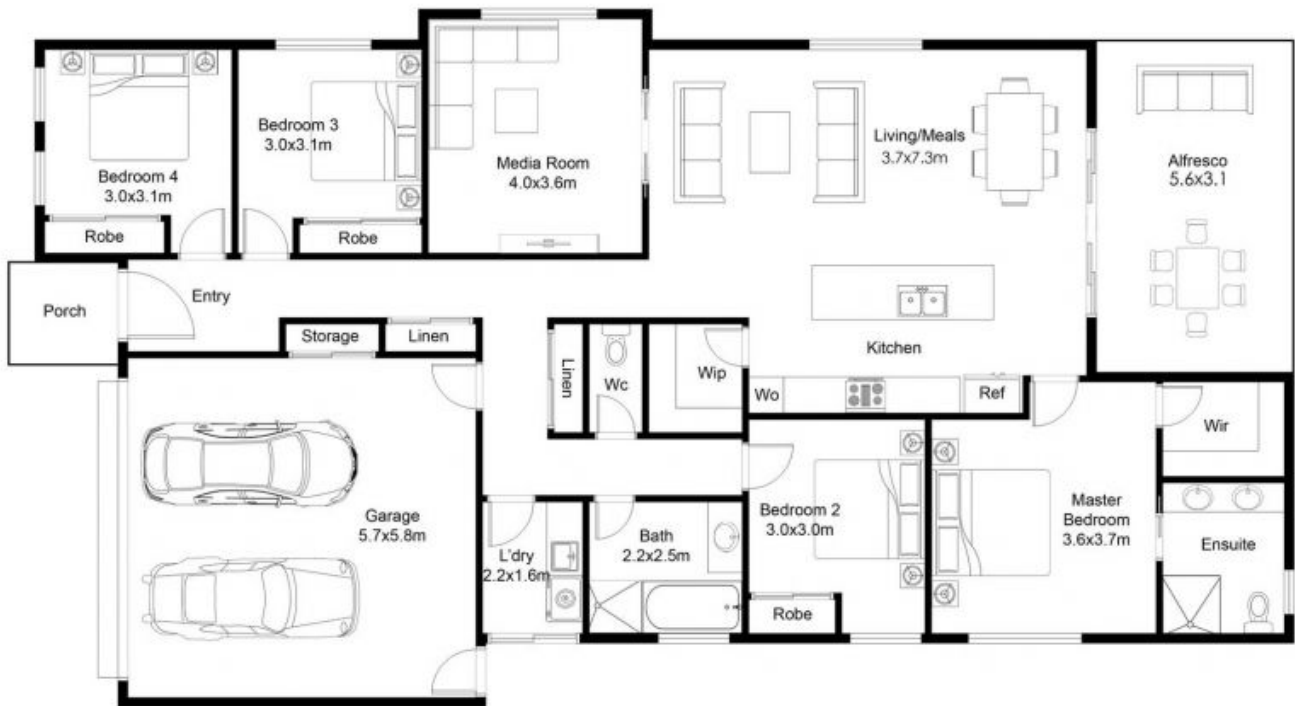 Bedroom 4
3.0x3.1m
Robe
Bedroom 3
3.0x3.1m
Robe
Media Room
4.0x3.6m
Living/Meals
3.7x7.3m
Alfresco
5.6x3.1
Porch
Entry
Storage
Linen
Linen
Wc
Wip
Kitchen
Wo
Ref
Wir
Garage
5.7x5.8m
L'dry
2.2x1.6m
Bath
2.2x2.5m
Bedroom 2
3.0x3.0m
Robe
Master
Bedroom
3.6x3.7m
Ensuite